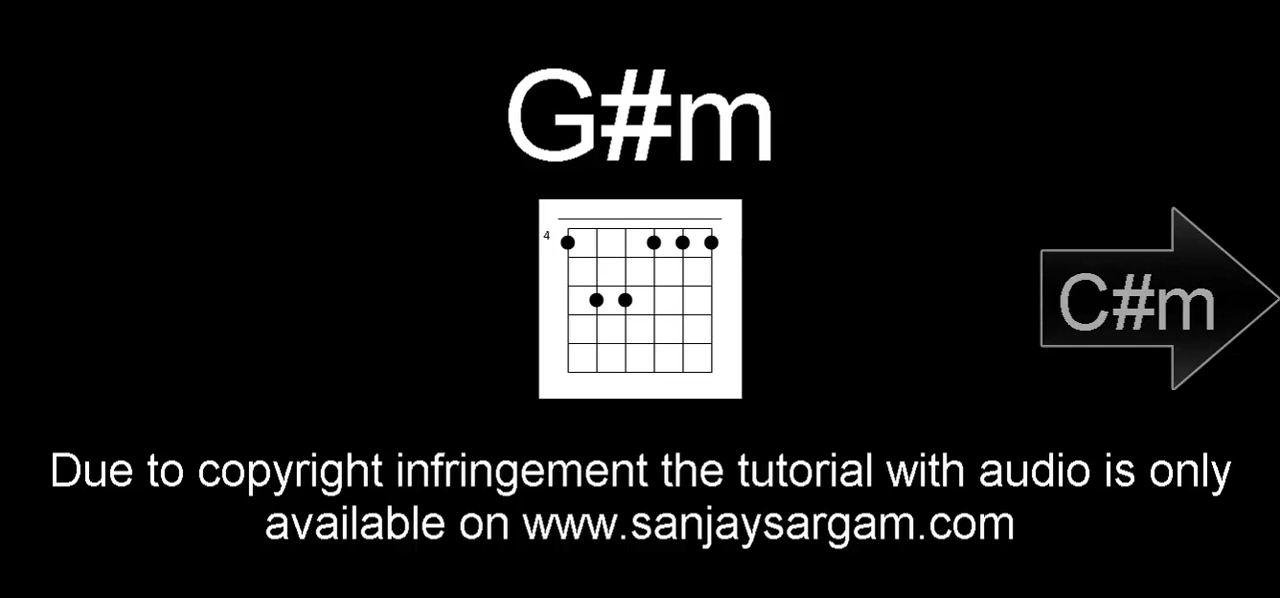 G#m
4
C#m
Due to copyright infringement the tutorial with audio is only
available on www.sanjaysargam.com